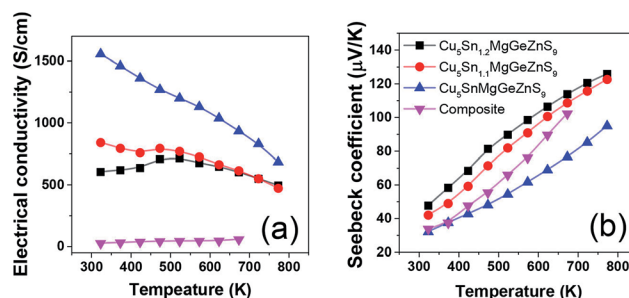 Electrical conductivity (S/cm)
1500
1000
500
0
300 400 500 600 700 800
Tempeature (K)
(a)
Seebeck coefficient (μV/K)
140
120
100
80
60
40
20
300 400 500 600 700 800
Temperature (K)
Cu₅Sn₁.₂MgGeZnS₉
Cu₅Sn₁.₁MgGeZnS₉
Cu₅SnMgGeZnS₉
Composite
(b)